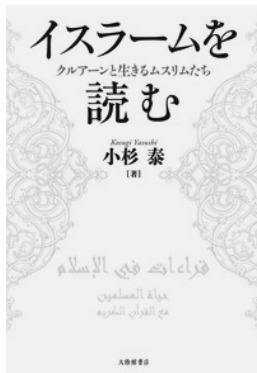 イスラームを
クルアーンと生きるムスリムたち
読む
Kosugi Yasushi
小杉 泰
[著]
قراءات في الإسلام
حياة المسلمين
مع القرآن الكريم
大修館書店